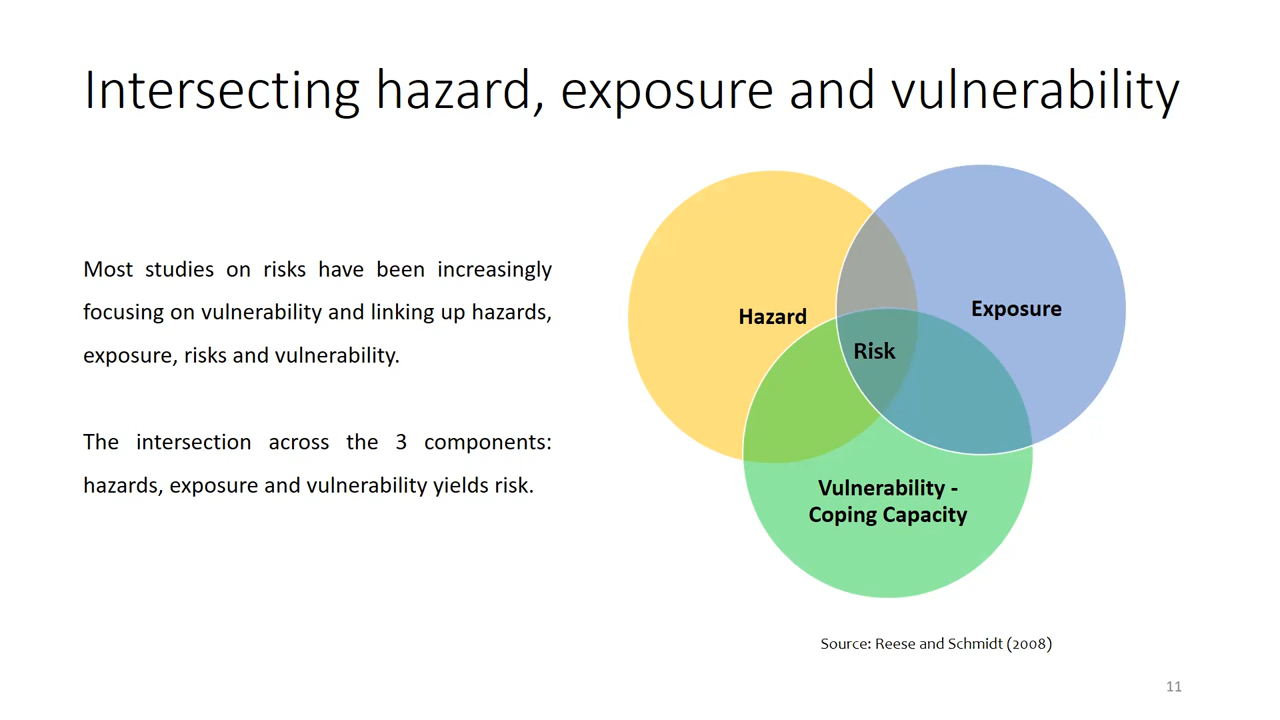 Intersecting hazard, exposure and vulnerability
Most studies on risks have been increasingly
focusing on vulnerability and linking up hazards,
exposure, risks and vulnerability.
The intersection across the 3 components:
hazards, exposure and vulnerability yields risk.
Hazard
Exposure
Risk
Vulnerability -
Coping Capacity
Source: Reese and Schmidt (2008)
11